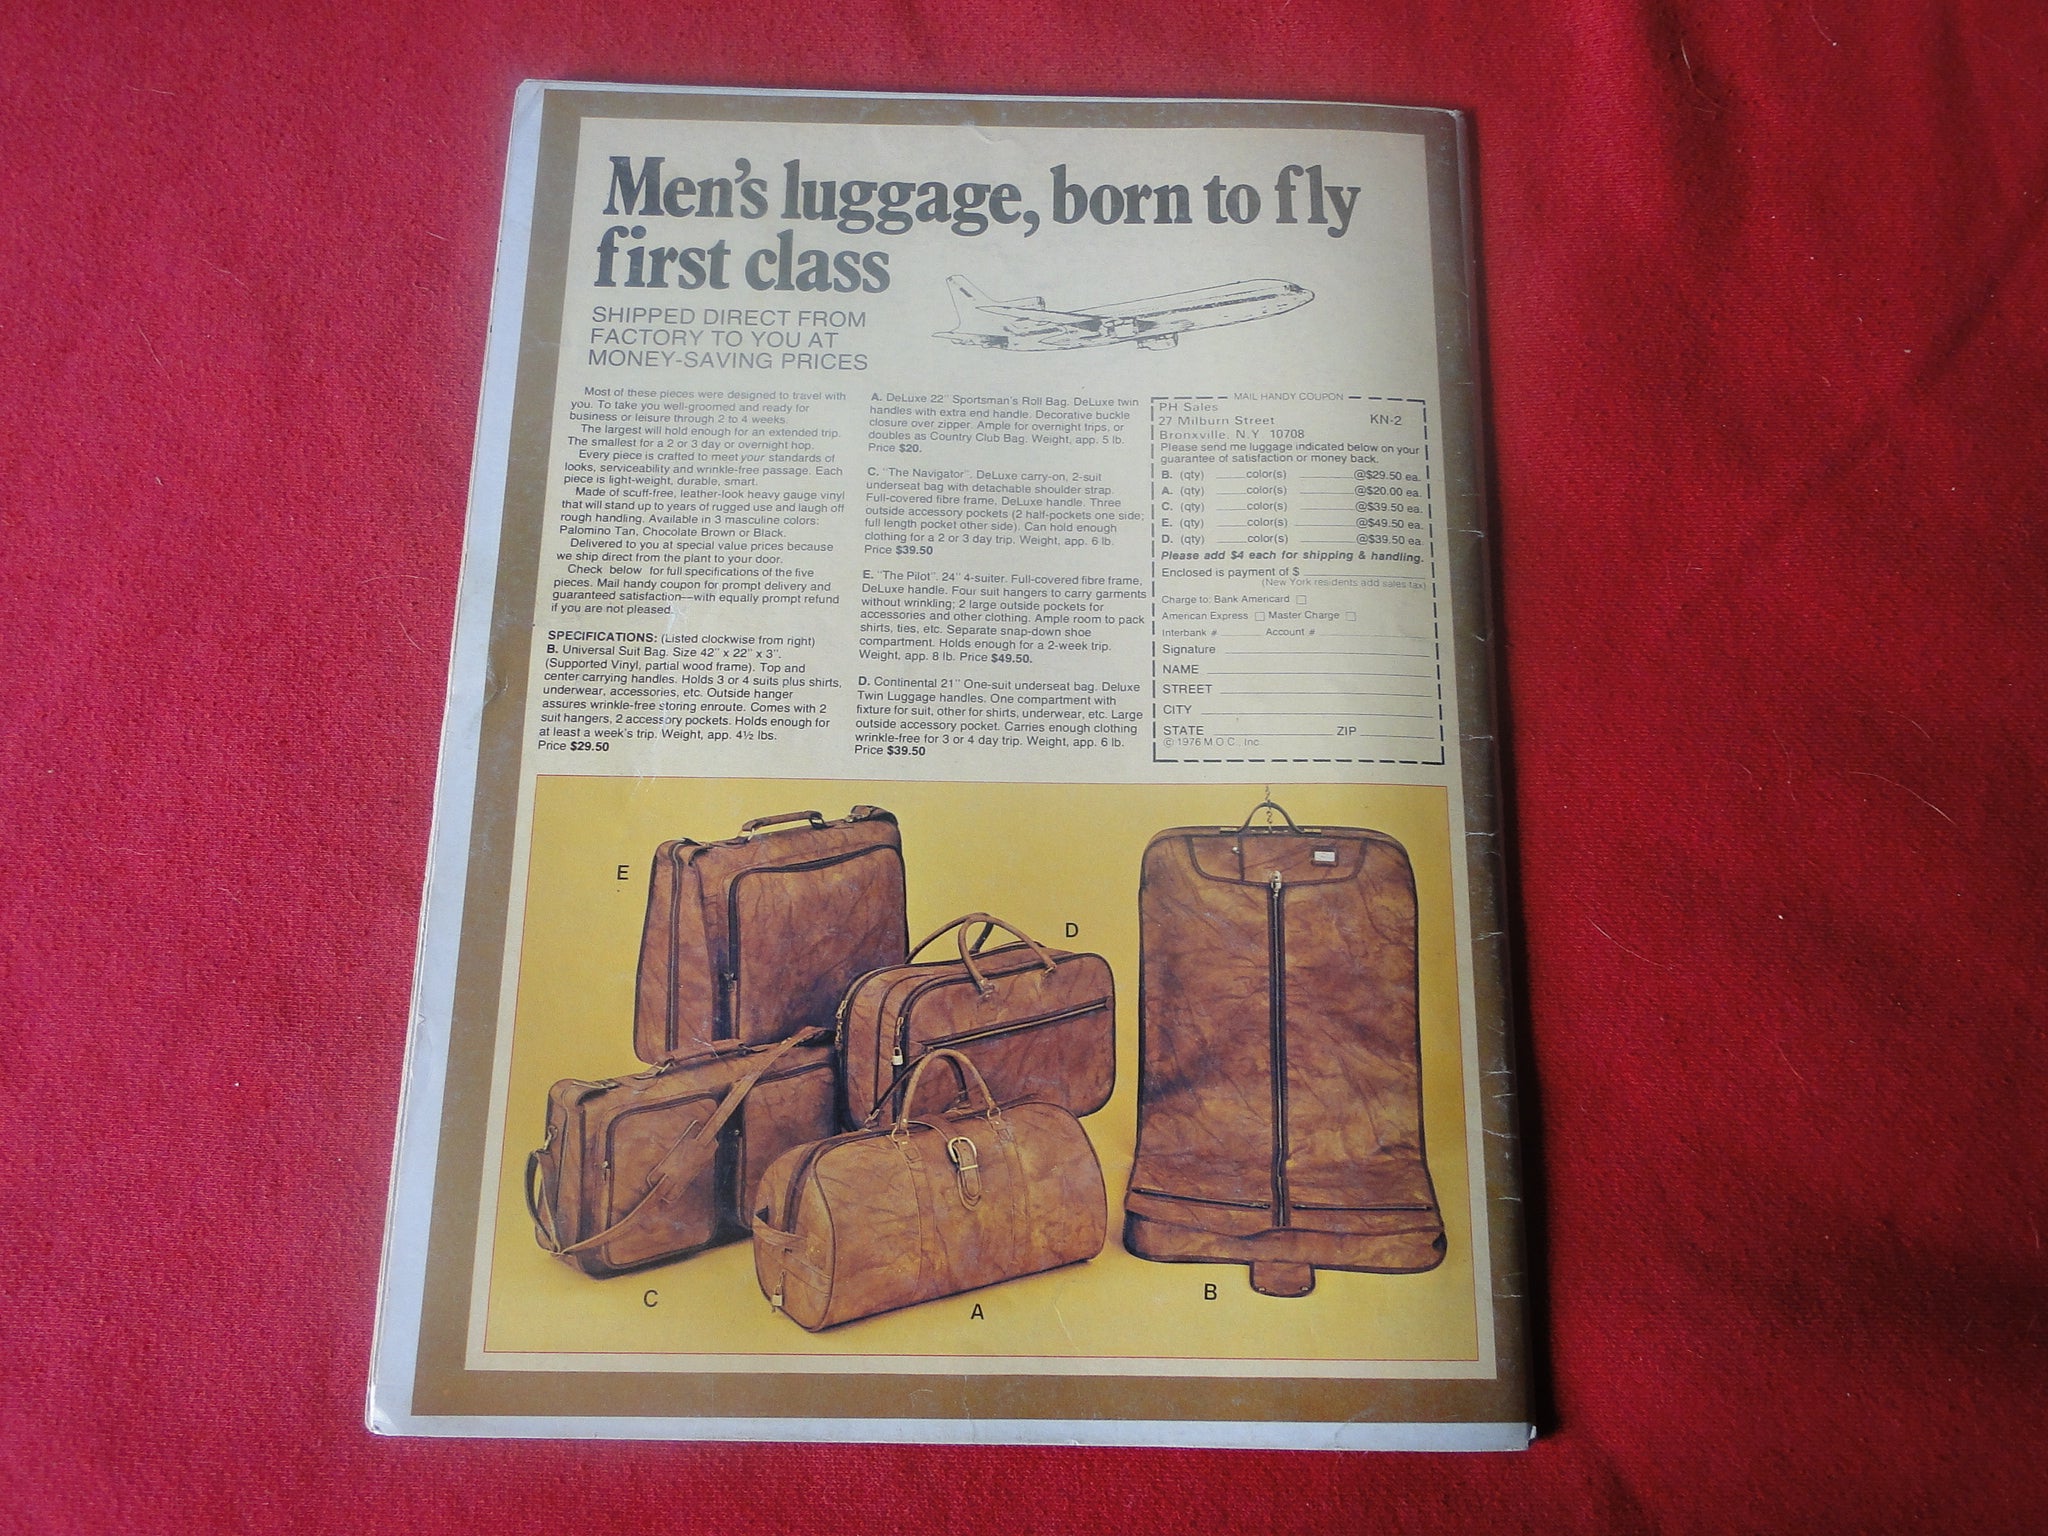 Men's luggage, born to fly
first class
SHIPPED DIRECT FROM
FACTORY TO YOU AT
MONEY-SAVING PRICES
Most of these pieces were designed to travel with
you. To take you well-groomed and ready for
business or leisure through 2 to 4 weeks.
The largest will hold enough for an extended trip.
The smallest for a 2 or 3 day or overnight hop.
Every piece is crafted to meet your standards of
looks, serviceability and wrinkle-free passage. Each
piece is light-weight, durable, smart.
Made of scuff-free, leather-look heavy gauge vinyl
that will stand up to years of rugged use and laugh off
rough handling. Available in 3 masculine colors:
Palomino Tan, Chocolate Brown or Black.
Delivered to you at special value prices because
we ship direct from the plant to your door.
Check below for full specifications of the five
pieces. Mail handy coupon for prompt delivery and
guaranteed satisfaction—with equally prompt refund
if you are not pleased.
SPECIFICATIONS: (Listed clockwise from right)
B. Universal Suit Bag. Size 42" x 22" x 3".
(Supported Vinyl, partial wood frame). Top and
center carrying handles. Holds 3 or 4 suits plus shirts,
underwear, accessories, etc. Outside hanger
assures wrinkle-free storing enroute. Comes with 2
suit hangers, 2 accessory pockets. Holds enough for
at least a week's trip. Weight, app. 4½ lbs.
Price $29.50
A. DeLuxe 22" Sportsman's Roll Bag. DeLuxe twin
handles with extra end handle. Decorative buckle
closure over zipper. Ample for overnight trips, or
doubles as Country Club Bag. Weight, app. 5 lb.
Price $20.
C. "The Navigator". DeLuxe carry-on, 2-suit
underseat bag with detachable shoulder strap.
Full-covered fibre frame, DeLuxe handle. Three
outside accessory pockets (2 half-pockets one side;
full length pocket other side). Can hold enough
clothing for a 2 or 3 day trip. Weight, app. 6 lb.
Price $39.50
E. "The Pilot". 24" 4-suiter. Full-covered fibre frame,
DeLuxe handle. Four suit hangers to carry garments
without wrinkling; 2 large outside pockets for
accessories and other clothing. Ample room to pack
shirts, ties, etc. Separate snap-down shoe
compartment. Holds enough for a 2-week trip.
Weight, app. 8 lb. Price $49.50.
D. Continental 21" One-suit underseat bag. Deluxe
Twin Luggage handles. One compartment with
fixture for suit, other for shirts, underwear, etc. Large
outside accessory pocket. Carries enough clothing
wrinkle-free for 3 or 4 day trip. Weight, app. 6 lb.
Price $39.50
MAIL HANDY COUPON
PH Sales
27 Milburn Street KN-2
Bronxville, N.Y. 10708
Please send me luggage indicated below on your
guarantee of satisfaction or money back.
B. (qty) ____color(s) ________@$29.50 ea.
A. (qty) ____color(s) ________@$20.00 ea.
C. (qty) ____color(s) ________@$39.50 ea.
E. (qty) ____color(s) ________@$49.50 ea.
D. (qty) ____color(s) ________@$39.50 ea.
Please add $4 each for shipping & handling.
Enclosed is payment of $ ________
(New York residents add sales tax)
Charge to: Bank Americard □
American Express □ Master Charge □
Interbank # ______ Account # ________
Signature ________
NAME ________
STREET ________
CITY ________
STATE ________ ZIP ________
© 1976 M.O.C., Inc.
E
D
C
A
B